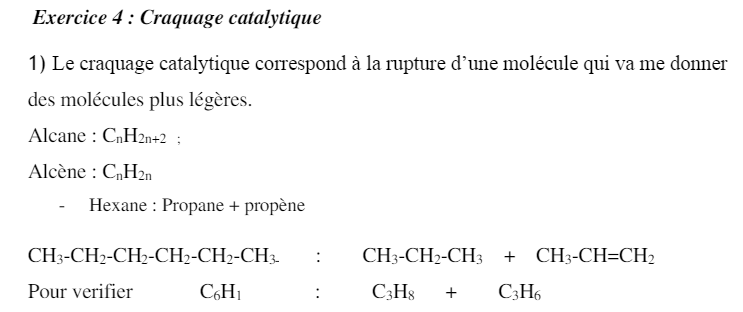 Exercice 4 : Craquage catalytique
1) Le craquage catalytique correspond à la rupture d'une molécule qui va me donner
des molécules plus légères.
Alcane : CₙH₂ₙ₊₂ ;
Alcène : CₙH₂ₙ
- Hexane : Propane + propène
CH₃-CH₂-CH₂-CH₂-CH₂-CH₃. : CH₃-CH₂-CH₃ + CH₃-CH=CH₂
Pour verifier C₆H₁ : C₃H₈ + C₃H₆